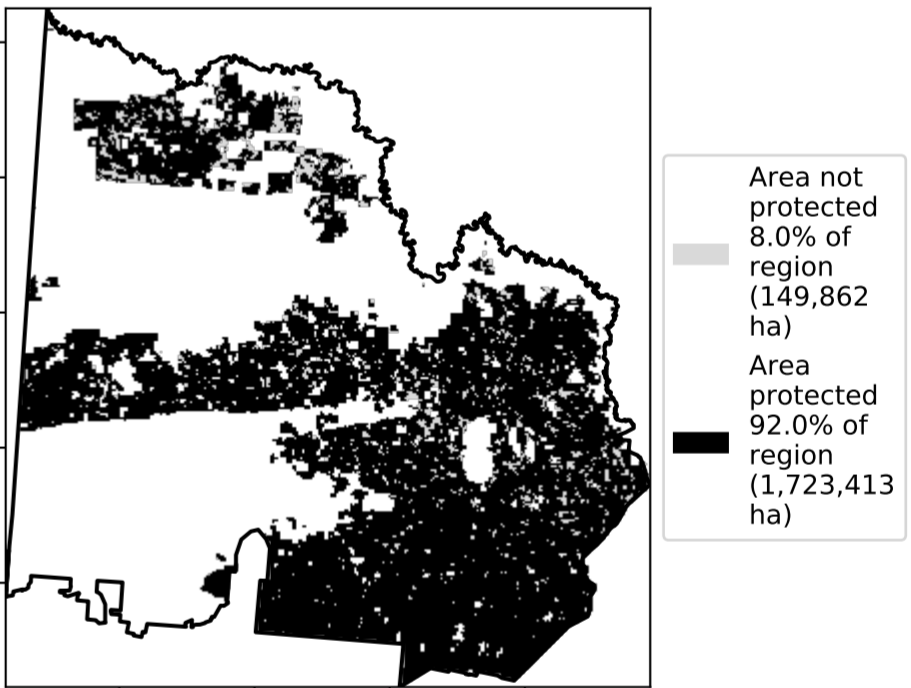 Area not
protected
8.0% of
region
(149,862
ha)
Area
protected
92.0% of
region
(1,723,413
ha)